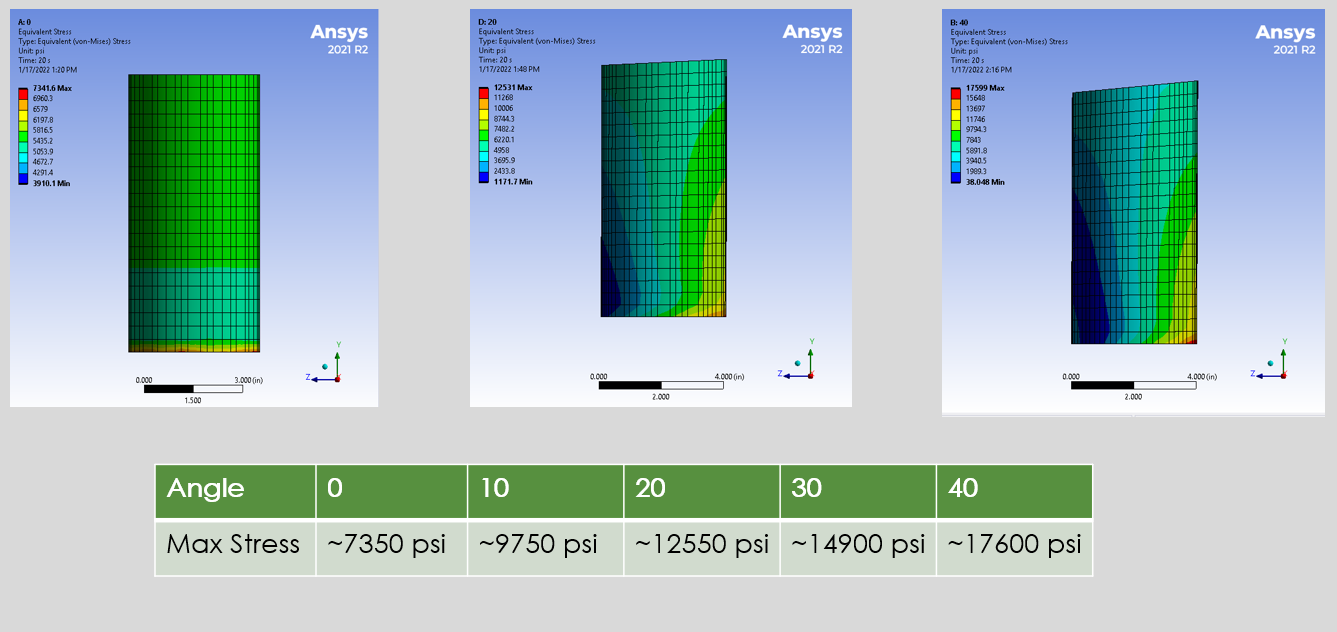 A: 0
Equivalent Stress
Type: Equivalent (von-Mises) Stress
Unit: psi
Time: 20 s
1/17/2022 1:20 PM
Ansys
2021 R2
7341.6 Max
6960.3
6579
6197.8
5816.5
5435.2
5053.9
4672.7
4291.4
3910.1 Min
Y
Z
0.000 3.000 (in)
1.500
D: 20
Equivalent Stress
Type: Equivalent (von-Mises) Stress
Unit: psi
Time: 20 s
1/17/2022 1:48 PM
Ansys
2021 R2
12531 Max
11268
10006
8744.3
7482.2
6220.1
4958
3695.9
2433.8
1171.7 Min
Y
Z
0.000 4.000 (in)
2.000
B: 40
Equivalent Stress
Type: Equivalent (von-Mises) Stress
Unit: psi
Time: 20 s
1/17/2022 2:16 PM
Ansys
2021 R2
17599 Max
15648
13697
11746
9794.3
7843
5891.8
3940.5
1989.3
38.048 Min
Y
Z
0.000 4.000 (in)
2.000
Angle 0 10 20 30 40
Max Stress ~7350 psi ~9750 psi ~12550 psi ~14900 psi ~17600 psi